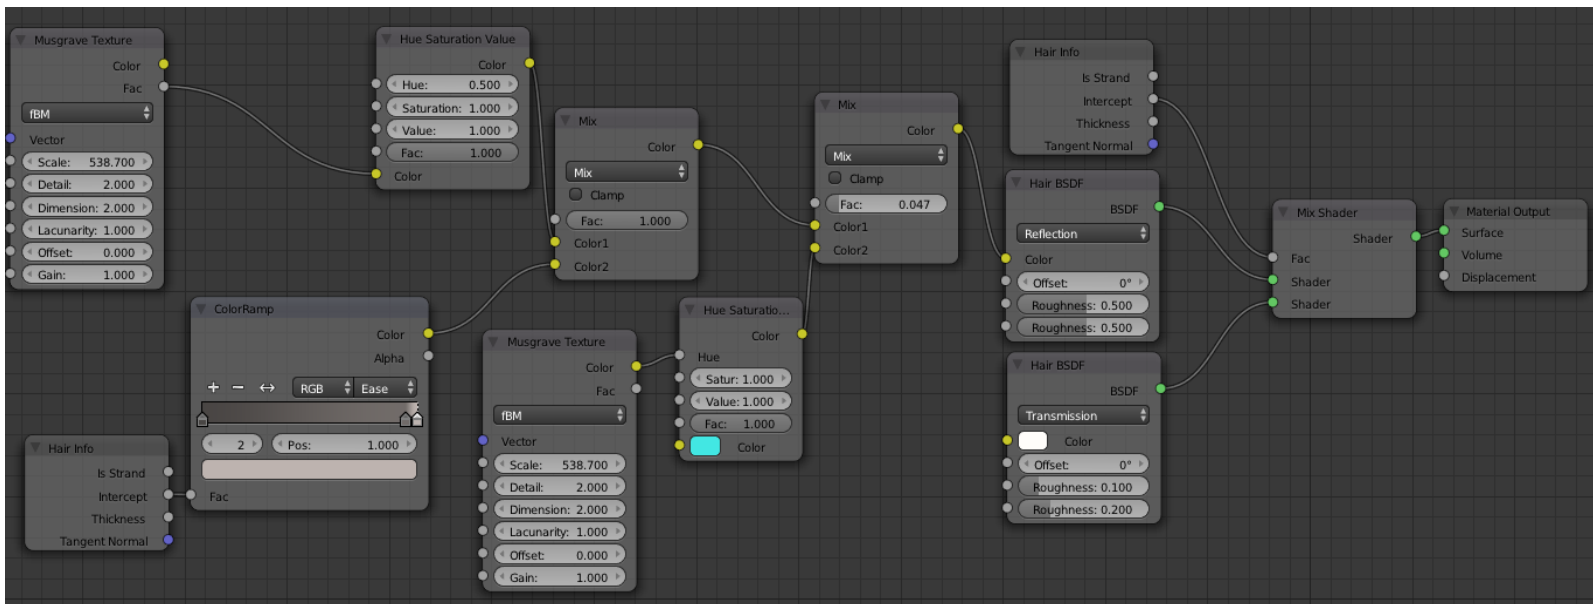 Musgrave Texture
Color
Fac
fBM
Vector
Scale: 538.700
Detail: 2.000
Dimension: 2.000
Lacunarity: 1.000
Offset: 0.000
Gain: 1.000
Hue Saturation Value
Color
Hue: 0.500
Saturation: 1.000
Value: 1.000
Fac: 1.000
Color
Mix
Color
Mix
Clamp
Fac: 1.000
Color1
Color2
Mix
Color
Mix
Clamp
Fac: 0.047
Color1
Color2
Hair Info
Is Strand
Intercept
Thickness
Tangent Normal
Hair BSDF
BSDF
Reflection
Color
Offset: 0°
Roughness: 0.500
Roughness: 0.500
Mix Shader
Shader
Fac
Shader
Shader
Material Output
Surface
Volume
Displacement
ColorRamp
Color
Alpha
RGB Ease
2 Pos: 1.000
Fac
Hair Info
Is Strand
Intercept
Thickness
Tangent Normal
Musgrave Texture
Color
Fac
fBM
Vector
Scale: 538.700
Detail: 2.000
Dimension: 2.000
Lacunarity: 1.000
Offset: 0.000
Gain: 1.000
Hue Saturatio...
Color
Hue
Satur: 1.000
Value: 1.000
Fac: 1.000
Color
Hair BSDF
BSDF
Transmission
Color
Offset: 0°
Roughness: 0.100
Roughness: 0.200